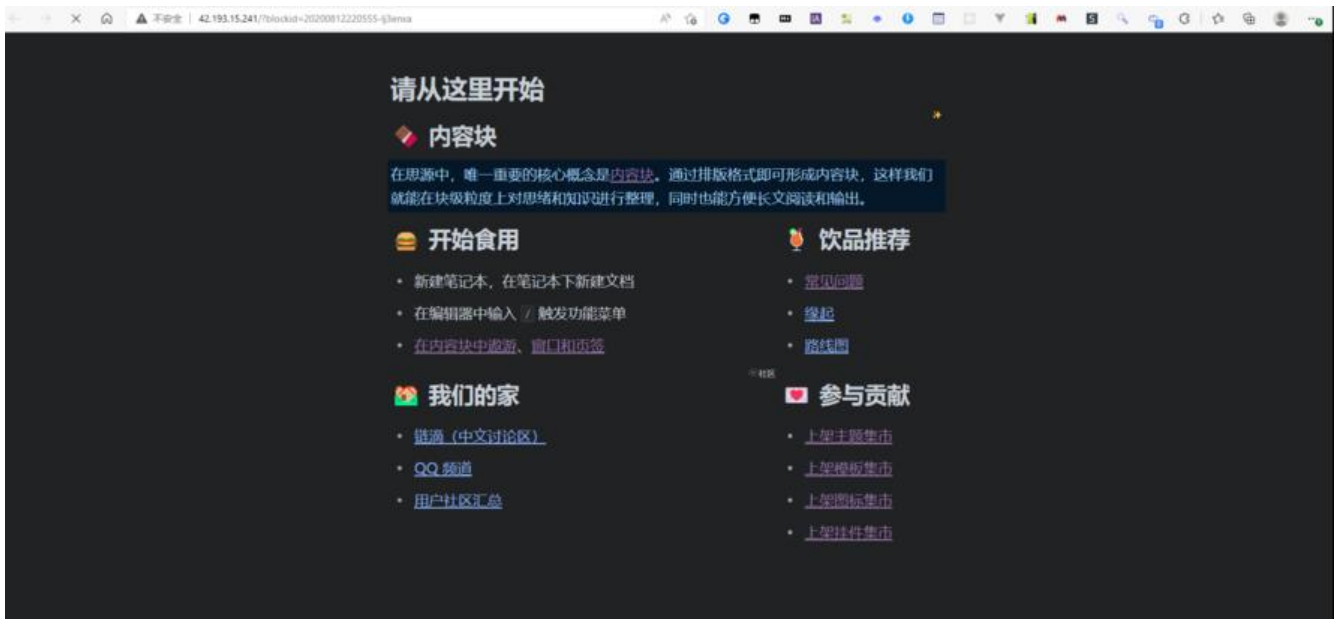 不安全 42.193.15.241/?blockid=20200812220555-lj3enxa
请从这里开始
内容块
在思源中，唯一重要的核心概念是内容块。通过排版格式即可形成内容块，这样我们
就能在块级粒度上对思绪和知识进行整理，同时也能方便长文阅读和输出。
开始食用
新建笔记本，在笔记本下新建文档
在编辑器中输入 / 触发功能菜单
在内容块中遨游、窗口和页签
饮品推荐
常见问题
缘起
路线图
社区
我们的家
链滴（中文讨论区）
QQ 频道
用户社区汇总
参与贡献
上架主题集市
上架模板集市
上架图标集市
上架挂件集市